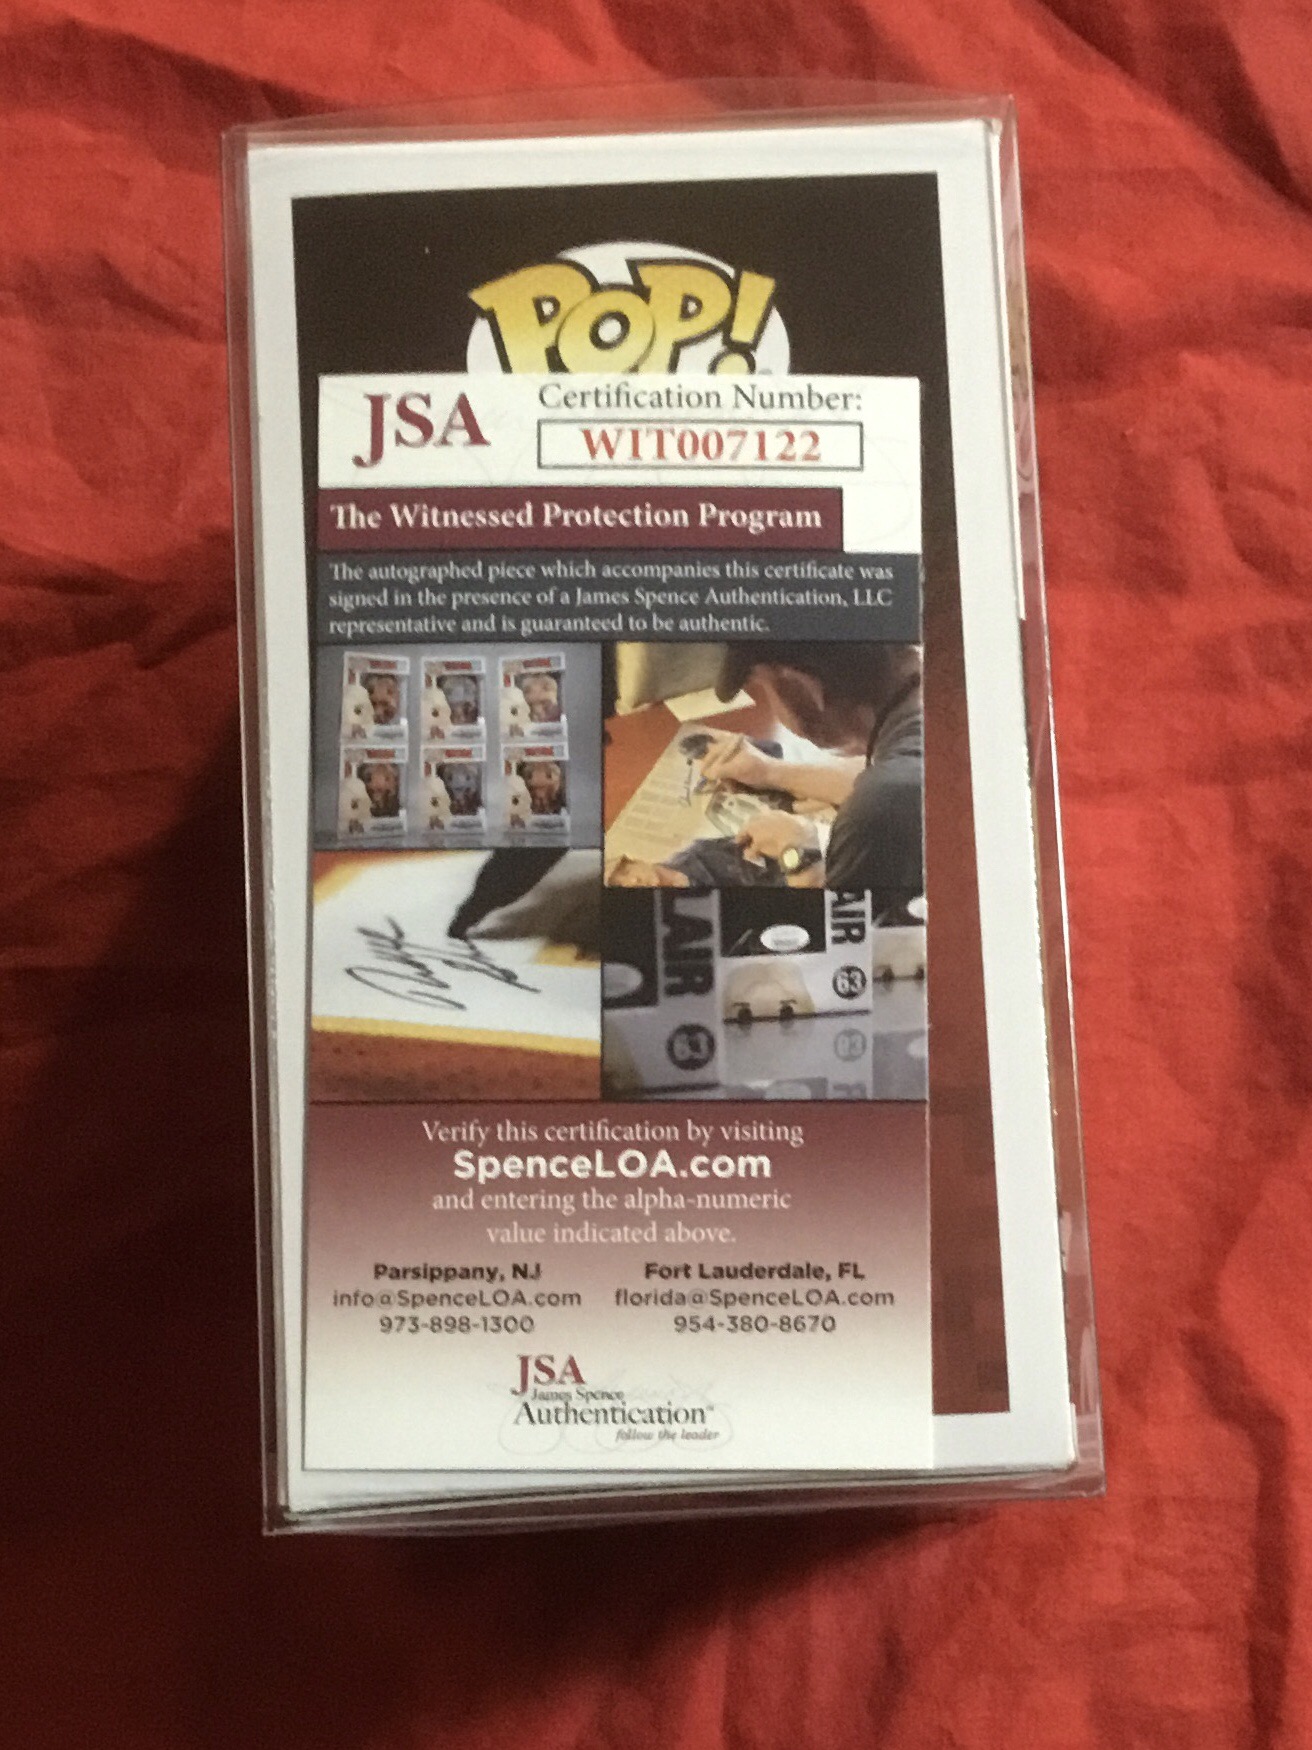 POP!
JSA
Certification Number:
WIT007122
The Witnessed Protection Program
The autographed piece which accompanies this certificate was
signed in the presence of a James Spence Authentication, LLC
representative and is guaranteed to be authentic.
LAIR
63
AIR
63
63
Verify this certification by visiting
SpenceLOA.com
and entering the alpha-numeric
value indicated above.
Parsippany, NJ
info@SpenceLOA.com
973-898-1300
Fort Lauderdale, FL
florida@SpenceLOA.com
954-380-8670
JSA
James Spence
Authentication™
follow the leader